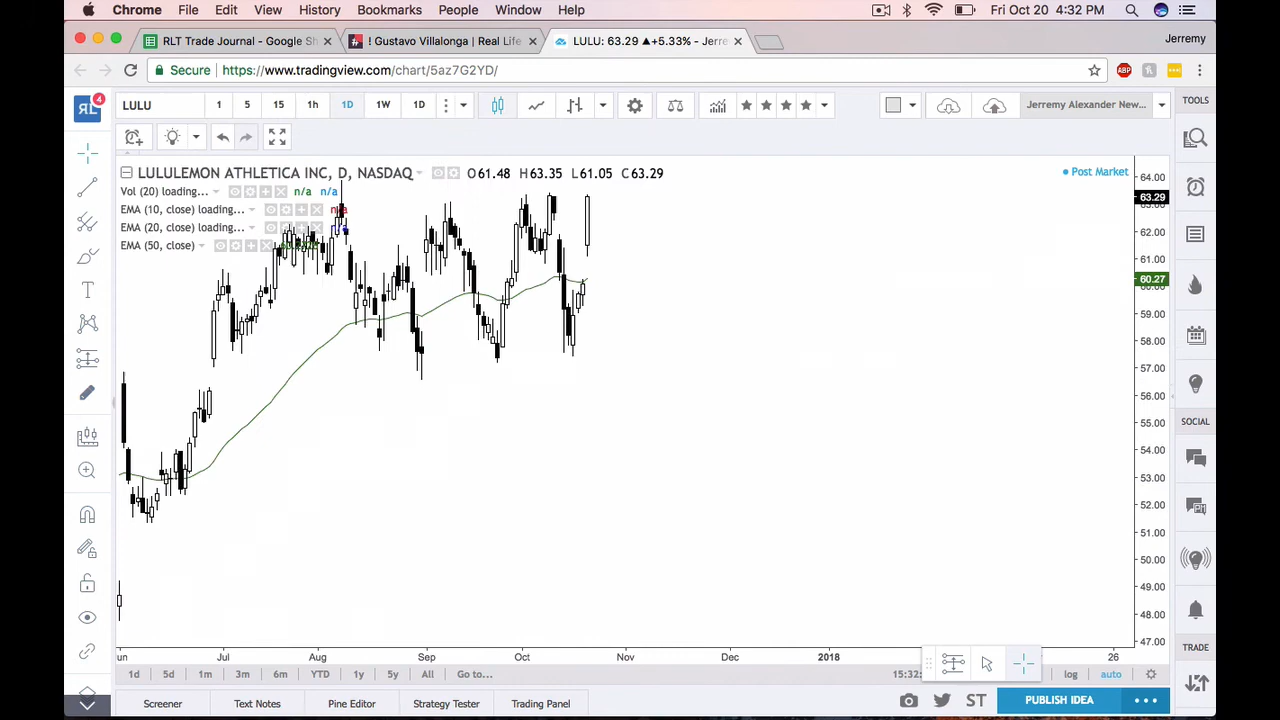 Chrome File Edit View History Bookmarks People Window Help Fri Oct 20 4:32 PM
RLT Trade Journal - Google Sh ! Gustavo Villalonga | Real Life LULU: 63.29 ▲+5.33% - Jerre Jerremy
Secure https://www.tradingview.com/chart/5az7G2YD/ ABP
RL 4 LULU 1 5 15 1h 1D 1W 1D Jerremy Alexander New... TOOLS
LULULEMON ATHLETICA INC, D, NASDAQ O61.48 H63.35 L61.05 C63.29 Post Market
Vol (20) loading... n/a n/a
EMA (10, close) loading... n/a
EMA (20, close) loading...
EMA (50, close)
64.00
63.29
62.00
61.00
60.27
59.00
58.00
57.00
56.00
55.00
54.00
53.00
52.00
51.00
50.00
49.00
48.00
47.00
SOCIAL
TRADE
un Jul Aug Sep Oct Nov Dec 2018 26
1d 5d 1m 3m 6m YTD 1y 5y All Go to... 15:32: log auto
Screener Text Notes Pine Editor Strategy Tester Trading Panel ST PUBLISH IDEA